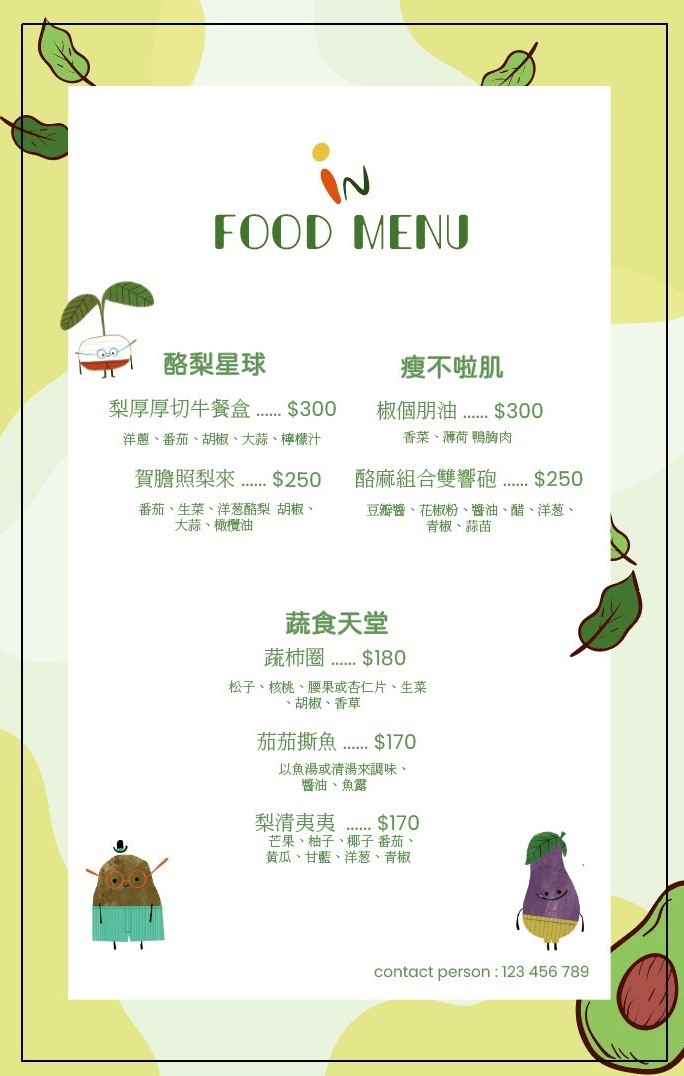 in
FOOD MENU
酪梨星球
梨厚厚切牛餐盒 ...... $300
洋蔥、番茄、胡椒、大蒜、檸檬汁
賀膽照梨來 ...... $250
番茄、生菜、洋葱酪梨 胡椒、
大蒜、橄欖油
瘦不啦肌
椒個朋油 ...... $300
香菜、薄荷 鴨胸肉
酪麻組合雙響砲 ...... $250
豆瓣醬、花椒粉、醬油、醋、洋葱、
青椒、蒜苗
蔬食天堂
蔬柿圈 ...... $180
松子、核桃、腰果或杏仁片、生菜
、胡椒、香草
茄茄撕魚 ...... $170
以魚湯或清湯來調味、
醬油、魚露
梨清夷夷 ...... $170
芒果、柚子、椰子 番茄、
黄瓜、甘藍、洋葱、青椒
contact person : 123 456 789